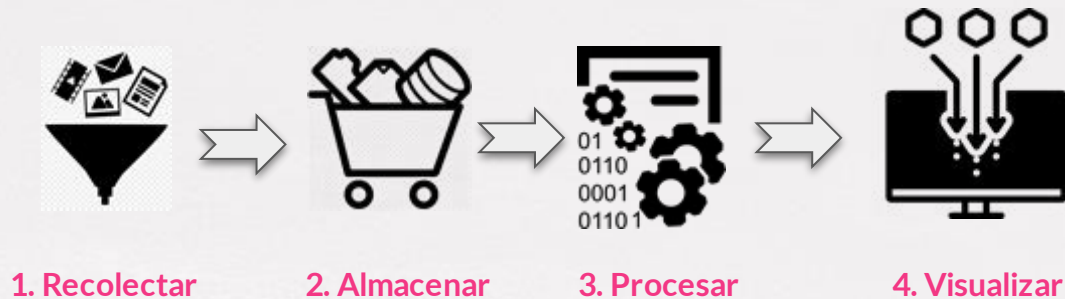 01
0110
0001
01101
1. Recolectar
2. Almacenar
3. Procesar
4. Visualizar